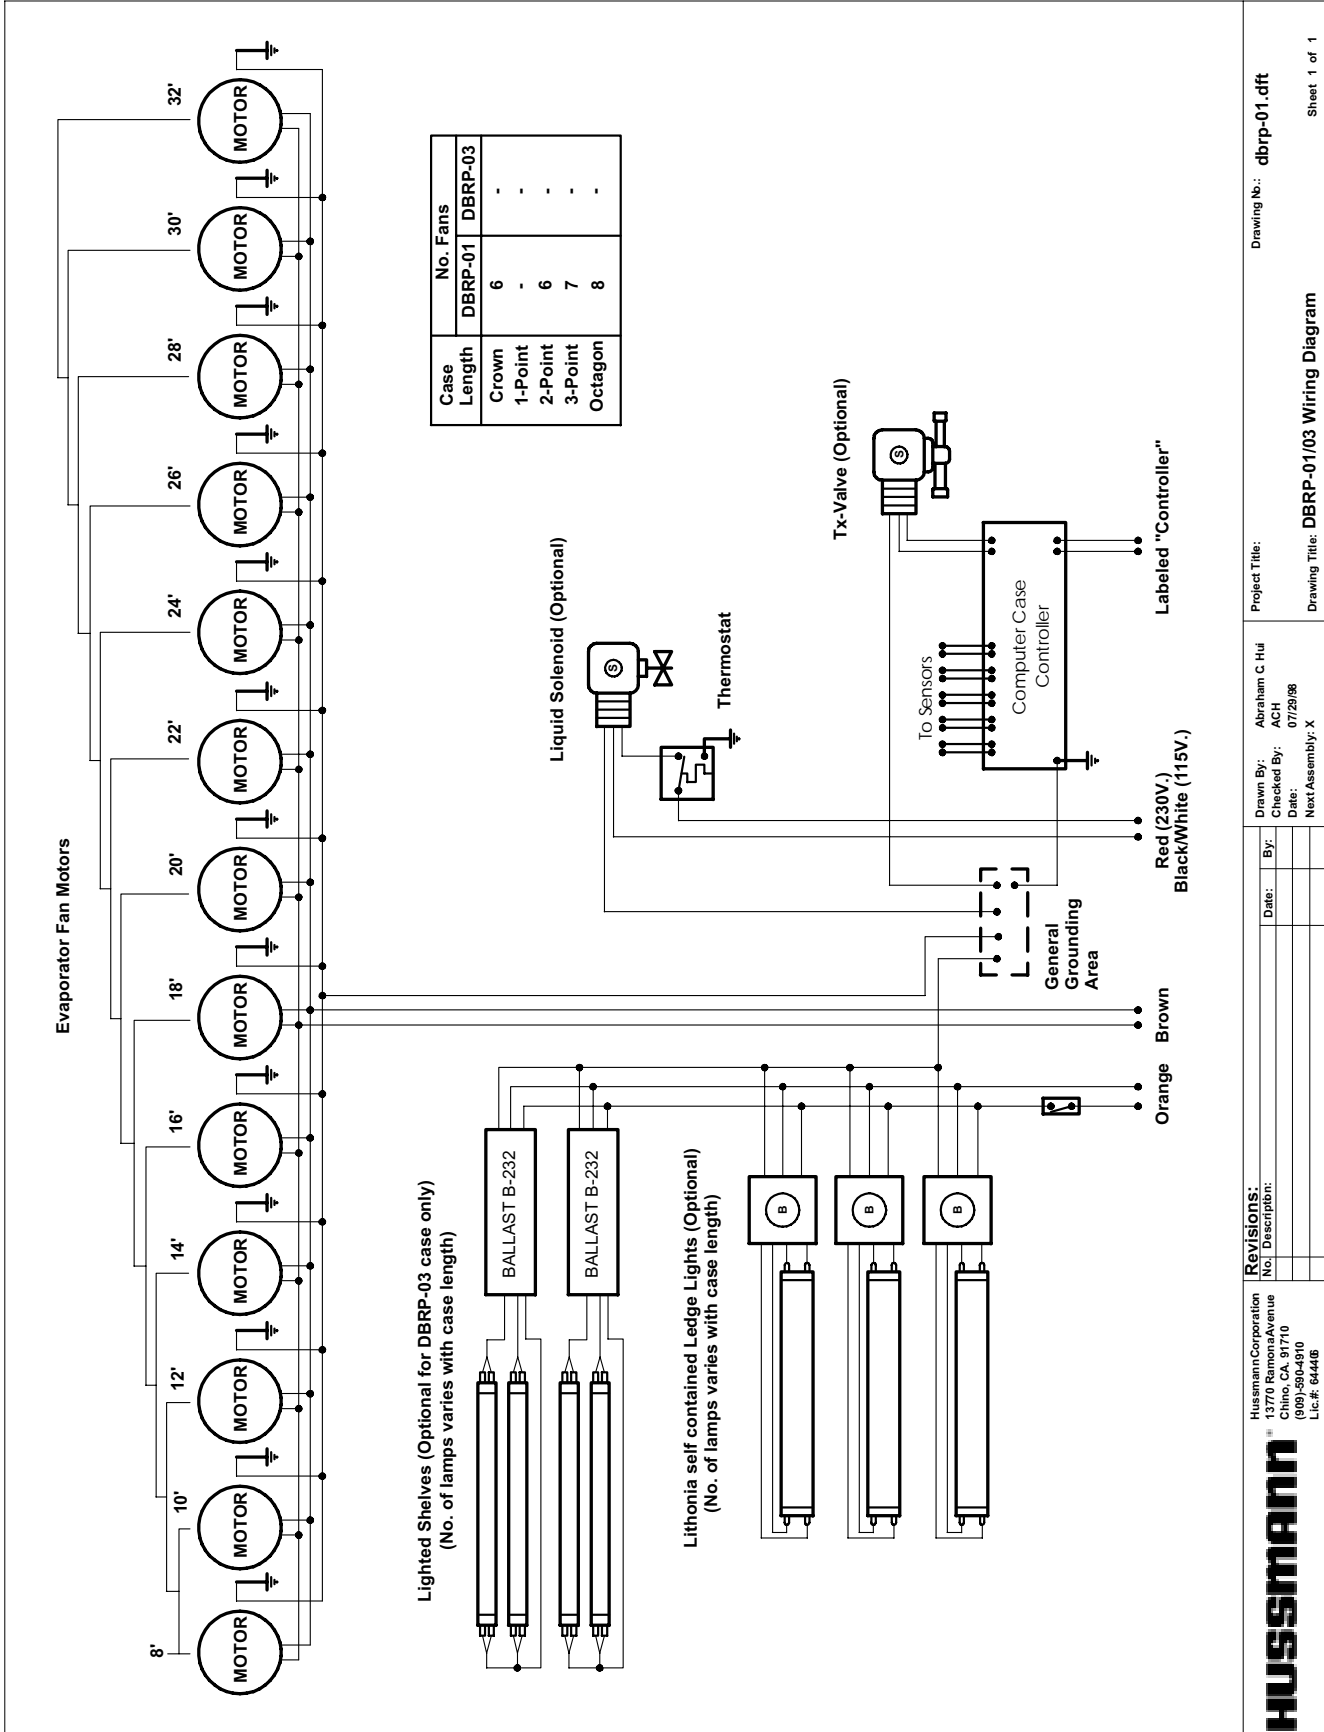 Evaporator Fan Motors
8'
10'
12'
14'
16'
18'
20'
22'
24'
26'
28'
30'
32'
MOTOR
MOTOR
MOTOR
MOTOR
MOTOR
MOTOR
MOTOR
MOTOR
MOTOR
MOTOR
MOTOR
MOTOR
MOTOR
Lighted Shelves (Optional for DBRP-03 case only)
(No. of lamps varies with case length)
BALLAST B-232
BALLAST B-232
Case Length No. Fans
DBRP-01 DBRP-03
Crown 6 -
1-Point - -
2-Point 6 -
3-Point 7 -
Octagon 8 -
Liquid Solenoid (Optional)
S
Thermostat
Lithonia self contained Ledge Lights (Optional)
(No. of lamps varies with case length)
B
B
B
Tx-Valve (Optional)
S
To Sensors
Computer Case
Controller
General
Grounding
Area
Orange
Brown
Red (230V.)
Black/White (115V.)
Labeled "Controller"
HUSSMANN
Hussmann Corporation
13770 Ramona Avenue
Chino, CA. 91710
(909)-590-4910
Revisions:
No. Description:
Date:
By:
Drawn By: Abraham C. Hui
Checked By: ACH
Date: 07/29/98
Next Assembly: X
Project Title:
Drawing No.: dbrp-01.dft
Drawing Title: DBRP-01/03 Wiring Diagram
Sheet 1 of 1